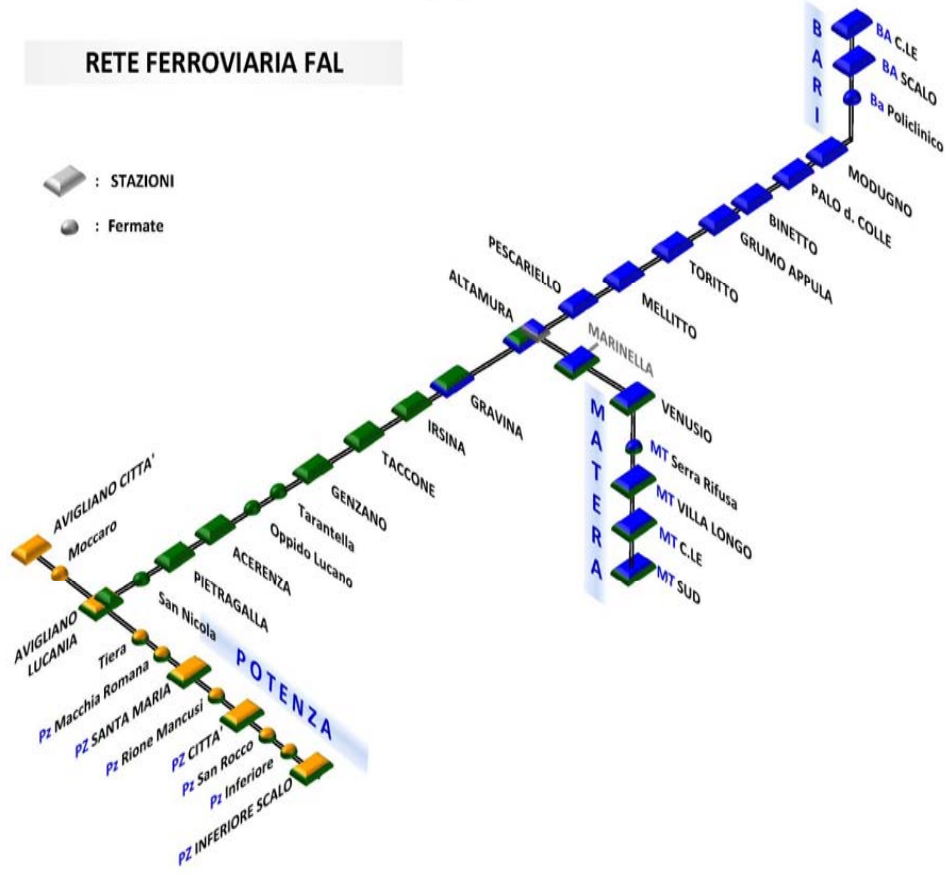 RETE FERROVIARIA FAL
: STAZIONI
: Fermate
BARI
BA C.LE
BA SCALO
Ba Policlinico
MODUGNO
PALO d. COLLE
BINETTO
GRUMO APPULA
TORITTO
MELLITTO
PESCARIELLO
ALTAMURA
MARINELLA
VENUSIO
MATERA
MT Serra Rifusa
MT VILLA LONGO
MT C.LE
MT SUD
GRAVINA
IRSINA
TACCONE
GENZANO
Tarantella
Oppido Lucano
ACERENZA
PIETRAGALLA
San Nicola
AVIGLIANO CITTA'
Moccaro
AVIGLIANO
LUCANIA
POTENZA
Tiera
Pz Macchia Romana
PZ SANTA MARIA
Pz Rione Mancusi
PZ CITTA'
Pz San Rocco
Pz Inferiore
PZ INFERIORE SCALO